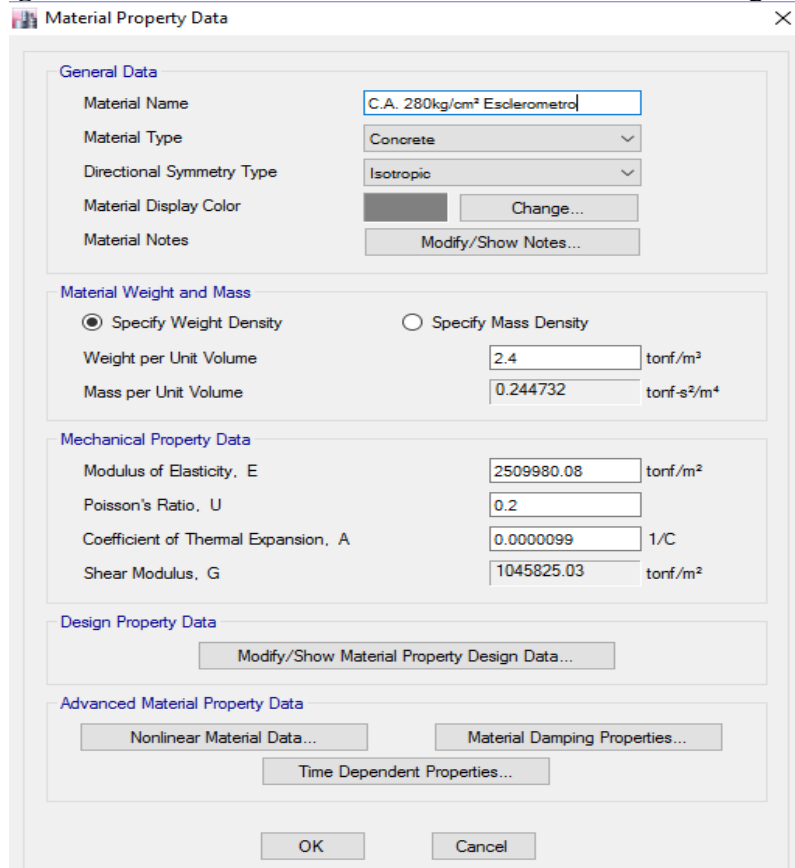 Material Property Data
General Data
Material Name C.A. 280kg/cm² Esclerometro
Material Type Concrete
Directional Symmetry Type Isotropic
Material Display Color Change...
Material Notes Modify/Show Notes...
Material Weight and Mass
Specify Weight Density Specify Mass Density
Weight per Unit Volume 2.4 tonf/m³
Mass per Unit Volume 0.244732 tonf-s²/m⁴
Mechanical Property Data
Modulus of Elasticity, E 2509980.08 tonf/m²
Poisson's Ratio, U 0.2
Coefficient of Thermal Expansion, A 0.0000099 1/C
Shear Modulus, G 1045825.03 tonf/m²
Design Property Data
Modify/Show Material Property Design Data...
Advanced Material Property Data
Nonlinear Material Data... Material Damping Properties...
Time Dependent Properties...
OK Cancel